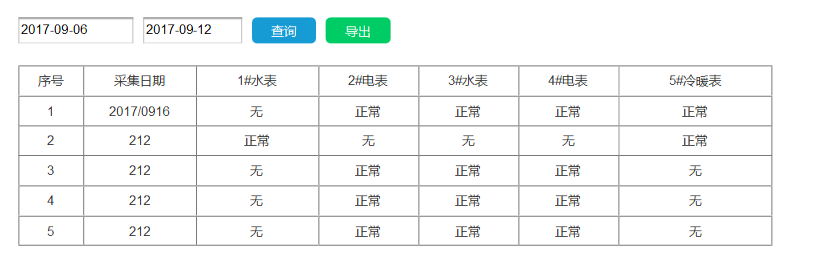 2017-09-06 2017-09-12 查询 导出
序号 采集日期 1#水表 2#电表 3#水表 4#电表 5#冷暖表
1 2017/0916 无 正常 正常 正常 正常
2 212 正常 无 无 无 正常
3 212 无 正常 正常 正常 无
4 212 无 正常 正常 正常 无
5 212 无 正常 正常 正常 无